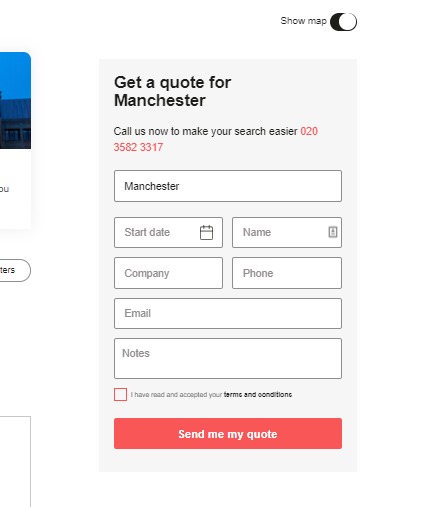 Show map
Get a quote for
Manchester
Call us now to make your search easier 020
3582 3317
Manchester
ou
Start date
Name
Company
Phone
ters
Email
Notes
I have read and accepted your terms and conditions
Send me my quote